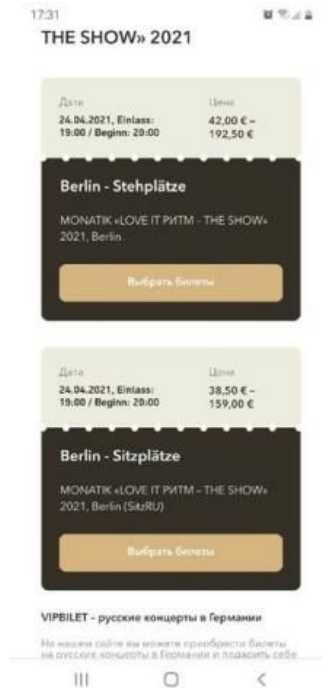 17:31
THE SHOW» 2021
Дата
Цена
24.04.2021, Einlass:
19:00 / Beginn: 20:00
42,00 € –
192,50 €
Berlin - Stehplätze
MONATIK «LOVE IT РИТМ - THE SHOW»
2021, Berlin
Выбрать билеты
Дата
Цена
24.04.2021, Einlass:
19:00 / Beginn: 20:00
38,50 € –
159,00 €
Berlin - Sitzplätze
MONATIK «LOVE IT РИТМ – THE SHOW»
2021, Berlin (SitzRU)
Выбрать билеты
VIPBILET - русские концерты в Германии
На нашем сайте вы можете приобрести билеты
на русские концерты в Германии и подарить себе